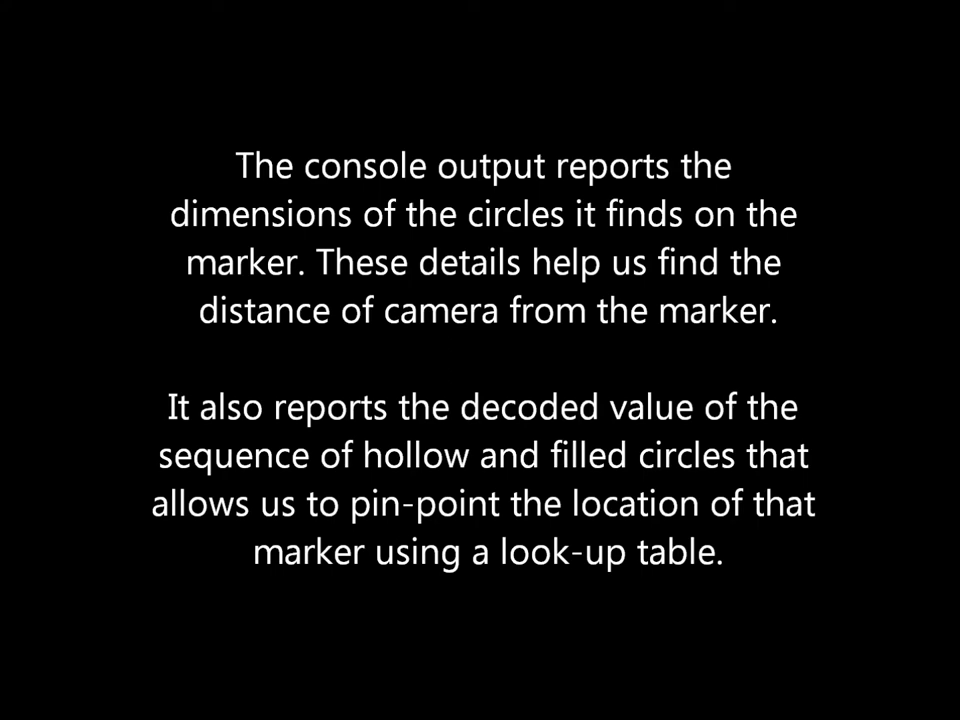 The console output reports the
dimensions of the circles it finds on the
marker. These details help us find the
distance of camera from the marker.
It also reports the decoded value of the
sequence of hollow and filled circles that
allows us to pin-point the location of that
marker using a look-up table.